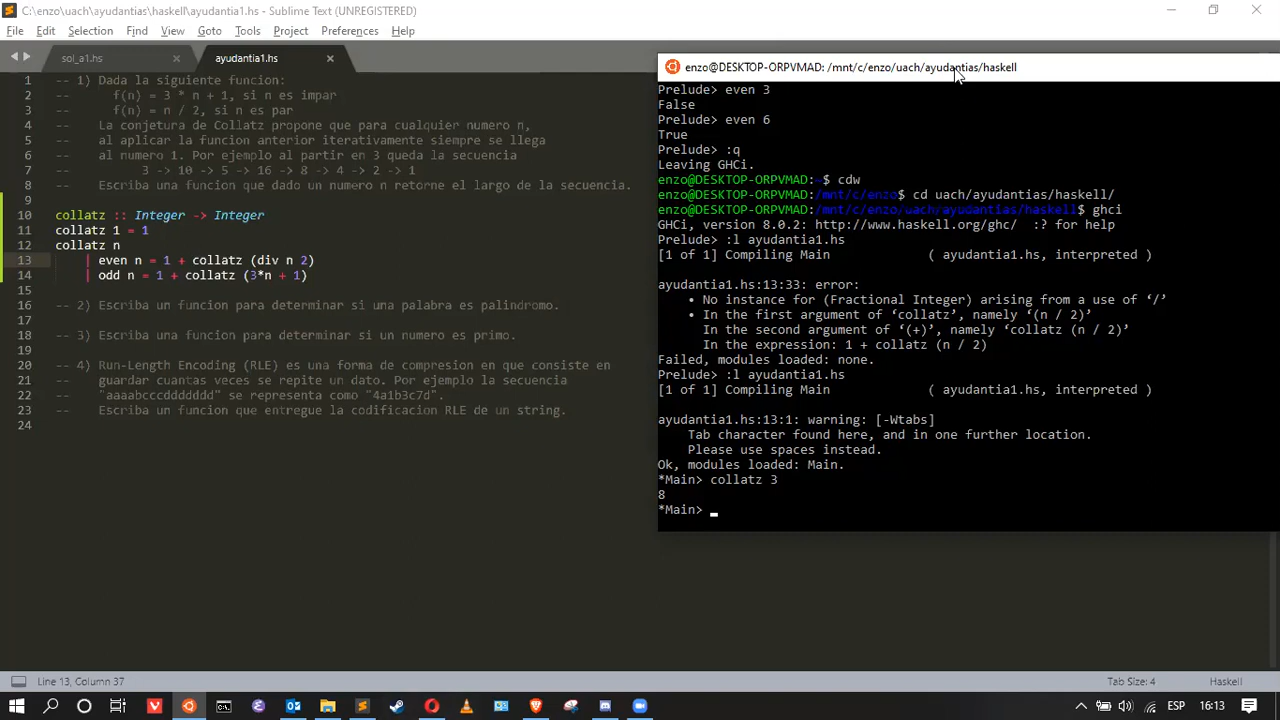 C:\enzo\uach\ayudantias\haskell\ayudantia1.hs - Sublime Text (UNREGISTERED)
File Edit Selection Find View Goto Tools Project Preferences Help
sol_a1.hs ayudantia1.hs
1 -- 1) Dada la siguiente funcion:
2 -- f(n) = 3 * n + 1, si n es impar
3 -- f(n) = n / 2, si n es par
4 -- La conjetura de Collatz propone que para cualquier numero n,
5 -- al aplicar la funcion anterior iterativamente siempre se llega
6 -- al numero 1. Por ejemplo al partir en 3 queda la secuencia
7 -- 3 -> 10 -> 5 -> 16 -> 8 -> 4 -> 2 -> 1
8 -- Escriba una funcion que dado un numero n retorne el largo de la secuencia.
9
10 collatz :: Integer -> Integer
11 collatz 1 = 1
12 collatz n
13 | even n = 1 + collatz (div n 2)
14 | odd n = 1 + collatz (3*n + 1)
15
16 -- 2) Escriba un funcion para determinar si una palabra es palindromo.
17
18 -- 3) Escriba un funcion para determinar si un numero es primo.
19
20 -- 4) Run-Length Encoding (RLE) es una forma de compresion en que consiste en
21 -- guardar cuantas veces se repite un dato. Por ejemplo la secuencia
22 -- "aaaabcccddddddd" se representa como "4a1b3c7d".
23 -- Escriba un funcion que entregue la codificacion RLE de un string.
24
enzo@DESKTOP-ORPVMAD: /mnt/c/enzo/uach/ayudantias/haskell
Prelude> even 3
False
Prelude> even 6
True
Prelude> :q
Leaving GHCi.
enzo@DESKTOP-ORPVMAD:~$ cdw
enzo@DESKTOP-ORPVMAD:/mnt/c/enzo$ cd uach/ayudantias/haskell/
enzo@DESKTOP-ORPVMAD:/mnt/c/enzo/uach/ayudantias/haskell$ ghci
GHCi, version 8.0.2: http://www.haskell.org/ghc/ :? for help
Prelude> :l ayudantia1.hs
[1 of 1] Compiling Main ( ayudantia1.hs, interpreted )
ayudantia1.hs:13:33: error:
• No instance for (Fractional Integer) arising from a use of ‘/’
• In the first argument of ‘collatz’, namely ‘(n / 2)’
In the second argument of ‘(+)’, namely ‘collatz (n / 2)’
In the expression: 1 + collatz (n / 2)
Failed, modules loaded: none.
Prelude> :l ayudantia1.hs
[1 of 1] Compiling Main ( ayudantia1.hs, interpreted )
ayudantia1.hs:13:1: warning: [-Wtabs]
Tab character found here, and in one further location.
Please use spaces instead.
Ok, modules loaded: Main.
*Main> collatz 3
8
*Main>
Line 13, Column 37 Tab Size: 4 Haskell
ESP 16:13